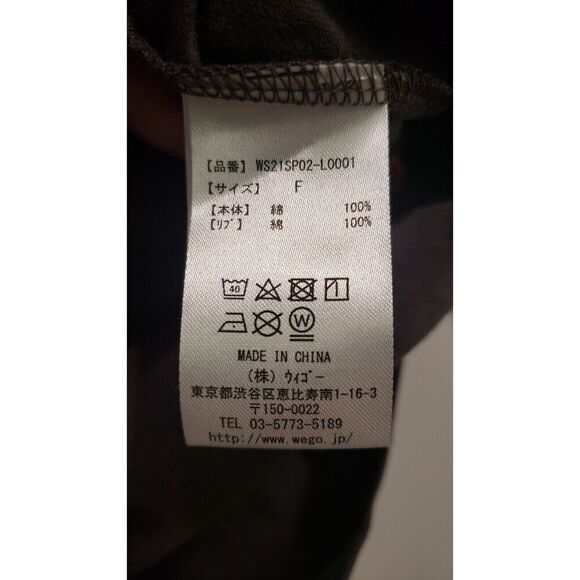 【品番】 WS21SP02-L0001
【サイズ】 F
【本体】 綿 100%
【ﾘﾌﾞ】 綿 100%
40
W
MADE IN CHINA
(株) ウィゴー
東京都渋谷区恵比寿南1-16-3
〒150-0022
TEL 03-5773-5189
http://www.wego.jp/